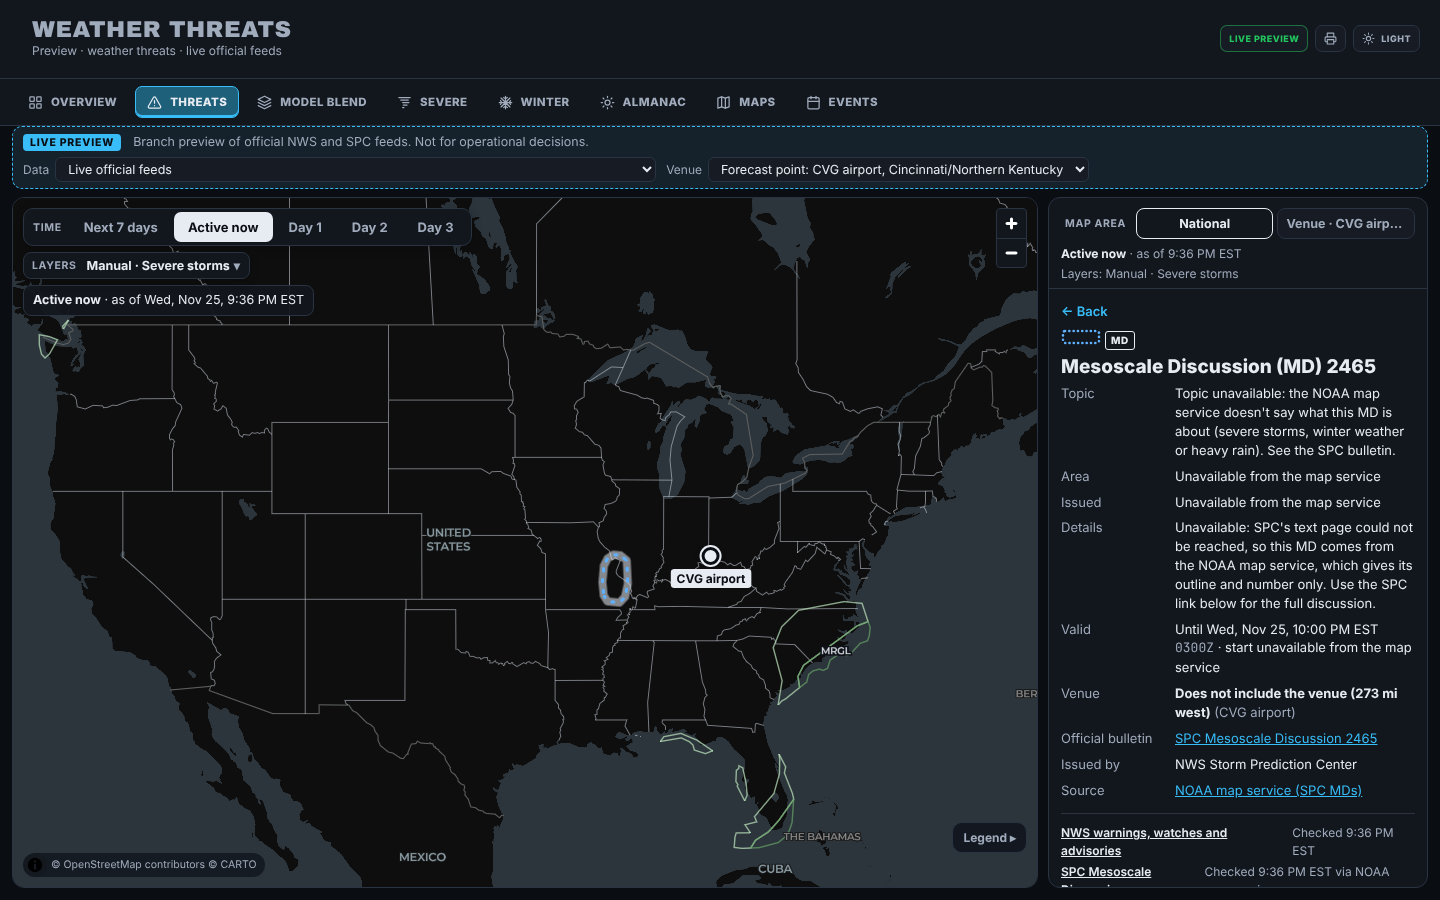 WEATHER THREATS
Preview · weather threats · live official feeds
LIVE PREVIEW
LIGHT
OVERVIEW
THREATS
MODEL BLEND
SEVERE
WINTER
ALMANAC
MAPS
EVENTS
LIVE PREVIEW Branch preview of official NWS and SPC feeds. Not for operational decisions.
Data Live official feeds Venue Forecast point: CVG airport, Cincinnati/Northern Kentucky
TIME Next 7 days Active now Day 1 Day 2 Day 3
LAYERS Manual · Severe storms ▾
Active now · as of Wed, Nov 25, 9:36 PM EST
+
−
UNITED
STATES
CVG airport
MRGL
BER
THE BAHAMAS
MEXICO
CUBA
Legend ▸
© OpenStreetMap contributors © CARTO
MAP AREA National Venue · CVG airp...
Active now · as of 9:36 PM EST
Layers: Manual · Severe storms
← Back
MD
Mesoscale Discussion (MD) 2465
Topic Topic unavailable: the NOAA map
service doesn't say what this MD is
about (severe storms, winter weather
or heavy rain). See the SPC bulletin.
Area Unavailable from the map service
Issued Unavailable from the map service
Details Unavailable: SPC's text page could not
be reached, so this MD comes from
the NOAA map service, which gives its
outline and number only. Use the SPC
link below for the full discussion.
Valid Until Wed, Nov 25, 10:00 PM EST
0300Z · start unavailable from the map
service
Venue Does not include the venue (273 mi
west) (CVG airport)
Official bulletin SPC Mesoscale Discussion 2465
Issued by NWS Storm Prediction Center
Source NOAA map service (SPC MDs)
NWS warnings, watches and Checked 9:36 PM
advisories EST
SPC Mesoscale Checked 9:36 PM EST via NOAA